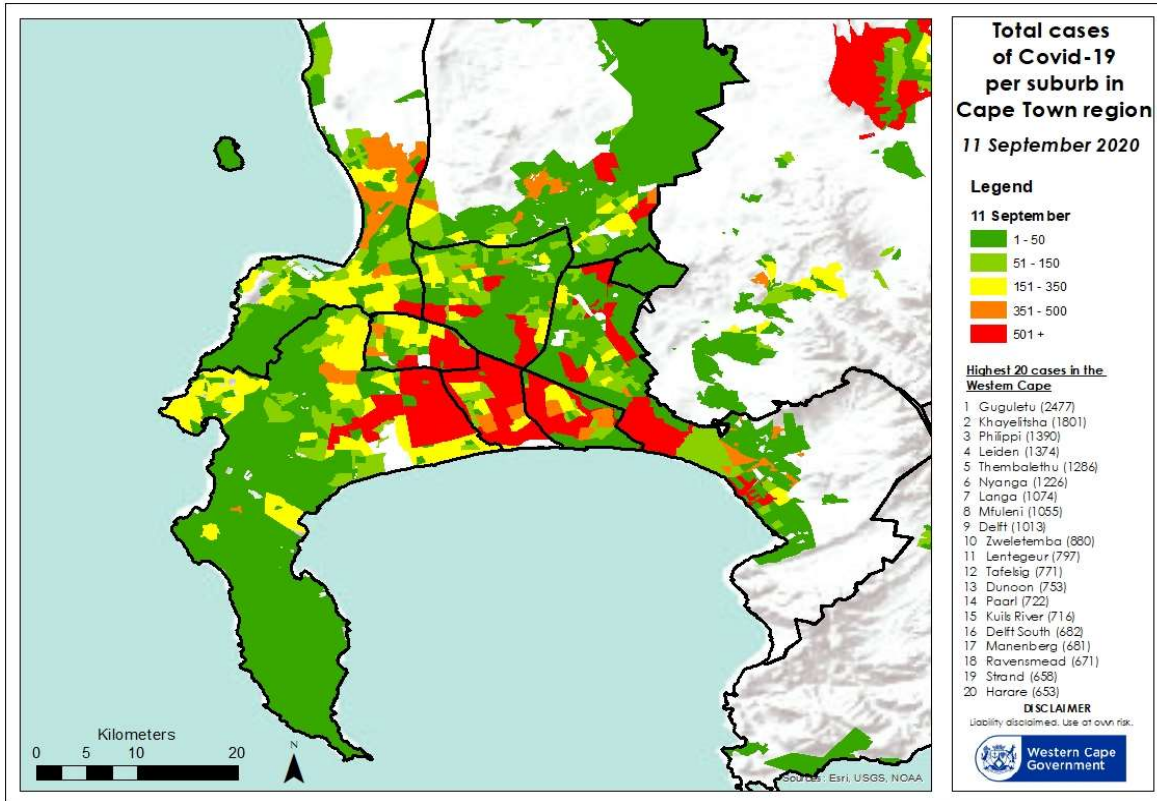 Total cases
of Covid-19
per suburb in
Cape Town region
11 September 2020
Legend
11 September
1 - 50
51 - 150
151 - 350
351 - 500
501 +
Highest 20 cases in the
Western Cape
1 Guguletu (2477)
2 Khayelitsha (1801)
3 Philippi (1390)
4 Leiden (1374)
5 Thembalethu (1286)
6 Nyanga (1226)
7 Langa (1074)
8 Mfuleni (1055)
9 Delft (1013)
10 Zweletemba (880)
11 Lentegeur (797)
12 Tafelsig (771)
13 Dunoon (753)
14 Paarl (722)
15 Kuils River (716)
16 Delft South (682)
17 Manenberg (681)
18 Ravensmead (671)
19 Strand (658)
20 Harare (653)
DISCLAIMER
Liability disclaimed. Use at own risk.
Western Cape
Government
Kilometers
0 5 10 20
N
Sources: Esri, USGS, NOAA